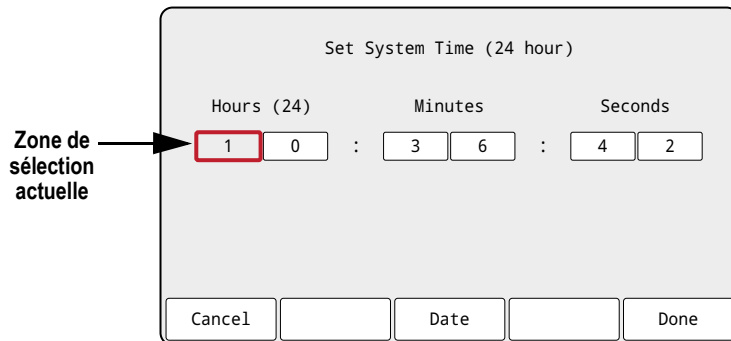 Set System Time (24 hour)
Hours (24) Minutes Seconds
Zone de
sélection
actuelle
1 0 : 3 6 : 4 2
Cancel Date Done